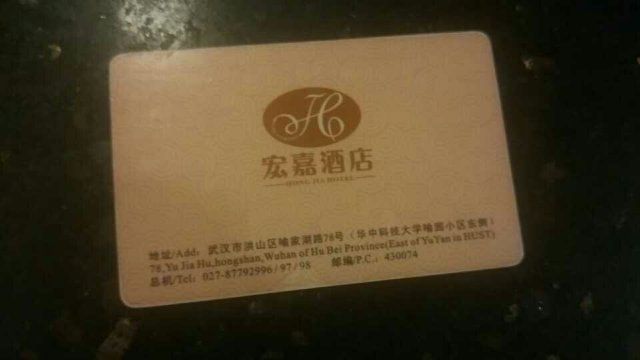 H
宏嘉酒店
HONG JIA HOTEL
地址/Add: 武汉市洪山区喻家湖路78号(华中科技大学喻园小区东侧)
78,Yu Jia Hu,hongshan,Wuhan of Hu Bei Province(East of YuYan in HUST)
总机/Tel: 027-87792996/97/98 邮编/P.C.: 430074